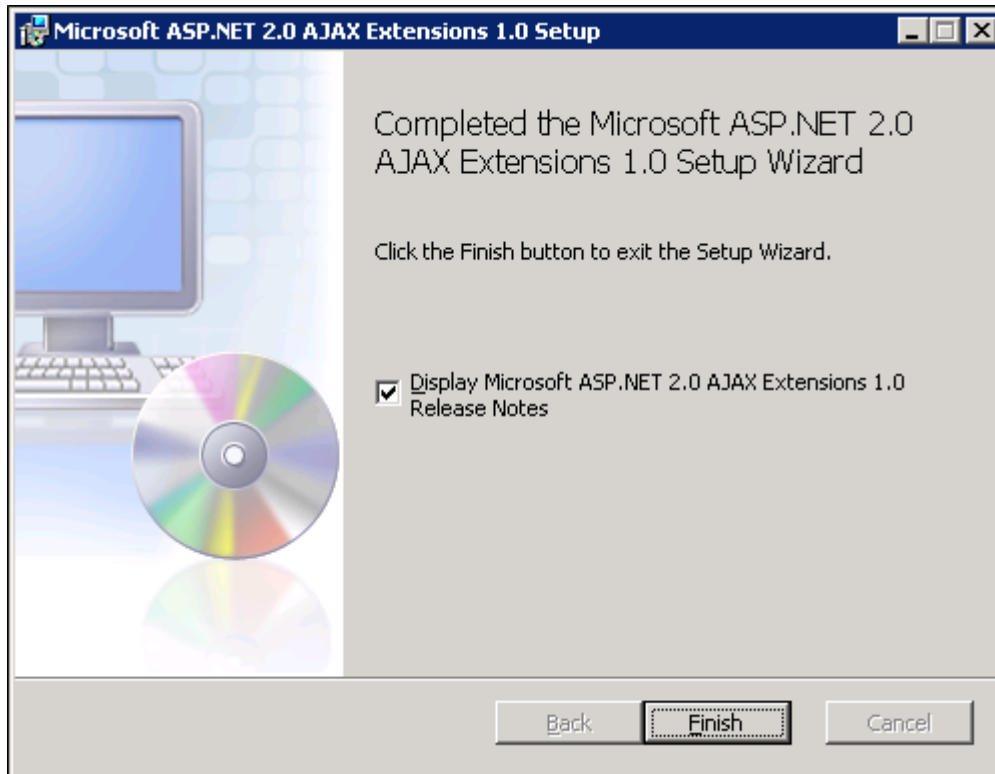 Microsoft ASP.NET 2.0 AJAX Extensions 1.0 Setup
Completed the Microsoft ASP.NET 2.0
AJAX Extensions 1.0 Setup Wizard
Click the Finish button to exit the Setup Wizard.
Display Microsoft ASP.NET 2.0 AJAX Extensions 1.0
Release Notes
Back
Finish
Cancel